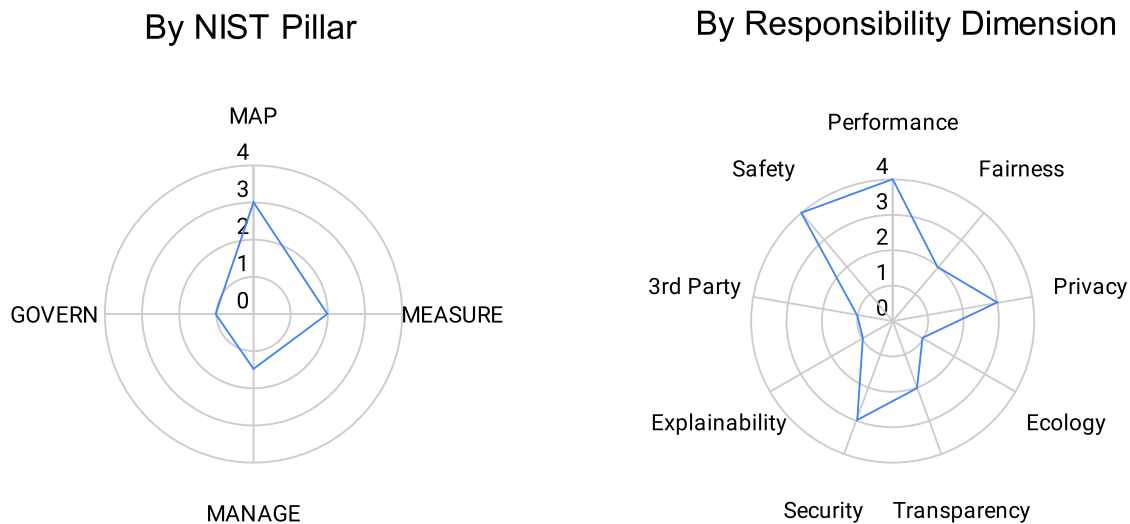 By NIST Pillar
MAP
4
3
2
1
0
GOVERN
MEASURE
MANAGE
By Responsibility Dimension
Performance
Safety
Fairness
4
3
2
1
0
3rd Party
Privacy
Explainability
Ecology
Security
Transparency